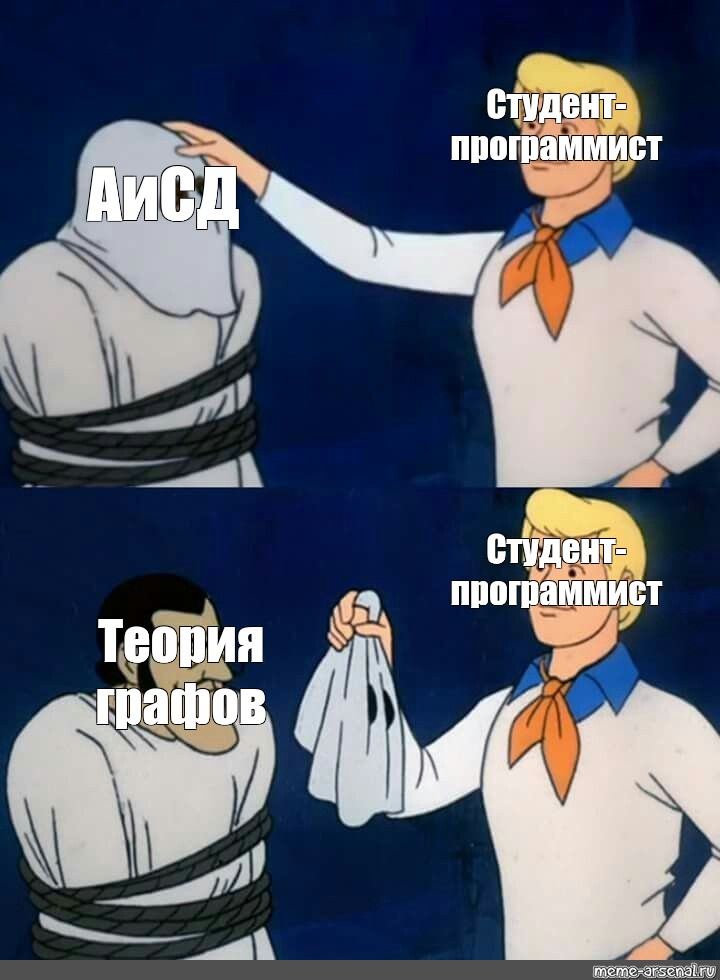 Студент-
программист
АиСД
Студент-
программист
Теория
графов
meme-arsenal.ru